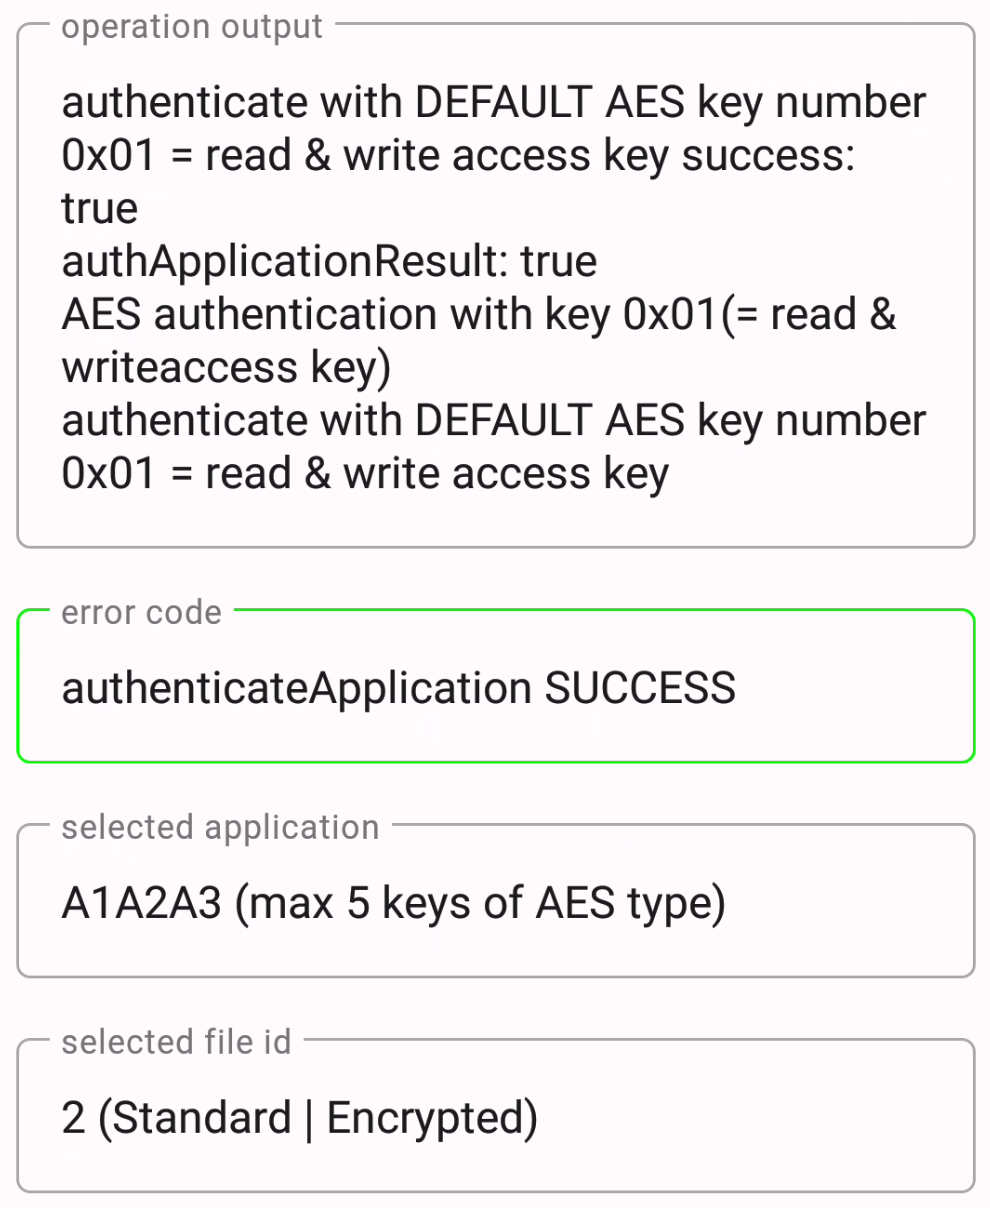 operation output
authenticate with DEFAULT AES key number
0x01 = read & write access key success:
true
authApplicationResult: true
AES authentication with key 0x01(= read &
writeaccess key)
authenticate with DEFAULT AES key number
0x01 = read & write access key
error code
authenticateApplication SUCCESS
selected application
A1A2A3 (max 5 keys of AES type)
selected file id
2 (Standard | Encrypted)